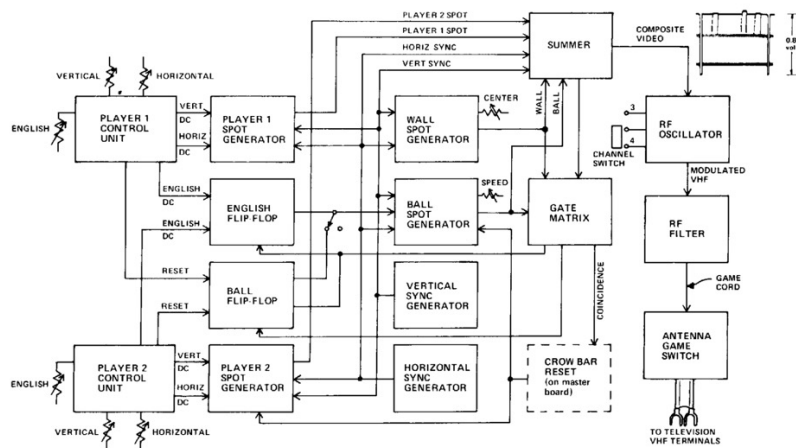 PLAYER 2 SPOT
PLAYER 1 SPOT
HORIZ SYNC
VERT SYNC
SUMMER
COMPOSITE
VIDEO
VERTICAL
HORIZONTAL
ENGLISH
PLAYER 1
CONTROL
UNIT
VERT
DC
HORIZ
DC
PLAYER 1
SPOT
GENERATOR
WALL
SPOT
GENERATOR
CENTER
WALL
BALL
3
4
CHANNEL
SWITCH
RF
OSCILLATOR
MODULATED
VHF
ENGLISH
DC
ENGLISH
DC
ENGLISH
FLIP-FLOP
BALL
SPOT
GENERATOR
SPEED
GATE
MATRIX
RF
FILTER
RESET
RESET
BALL
FLIP-FLOP
VERTICAL
SYNC
GENERATOR
COINCIDENCE
GAME
CORD
PLAYER 2
CONTROL
UNIT
ENGLISH
VERTICAL
HORIZONTAL
VERT
DC
HORIZ
DC
PLAYER 2
SPOT
GENERATOR
HORIZONTAL
SYNC
GENERATOR
CROW BAR
RESET
(on master
board)
ANTENNA
GAME
SWITCH
TO TELEVISION
VHF TERMINALS